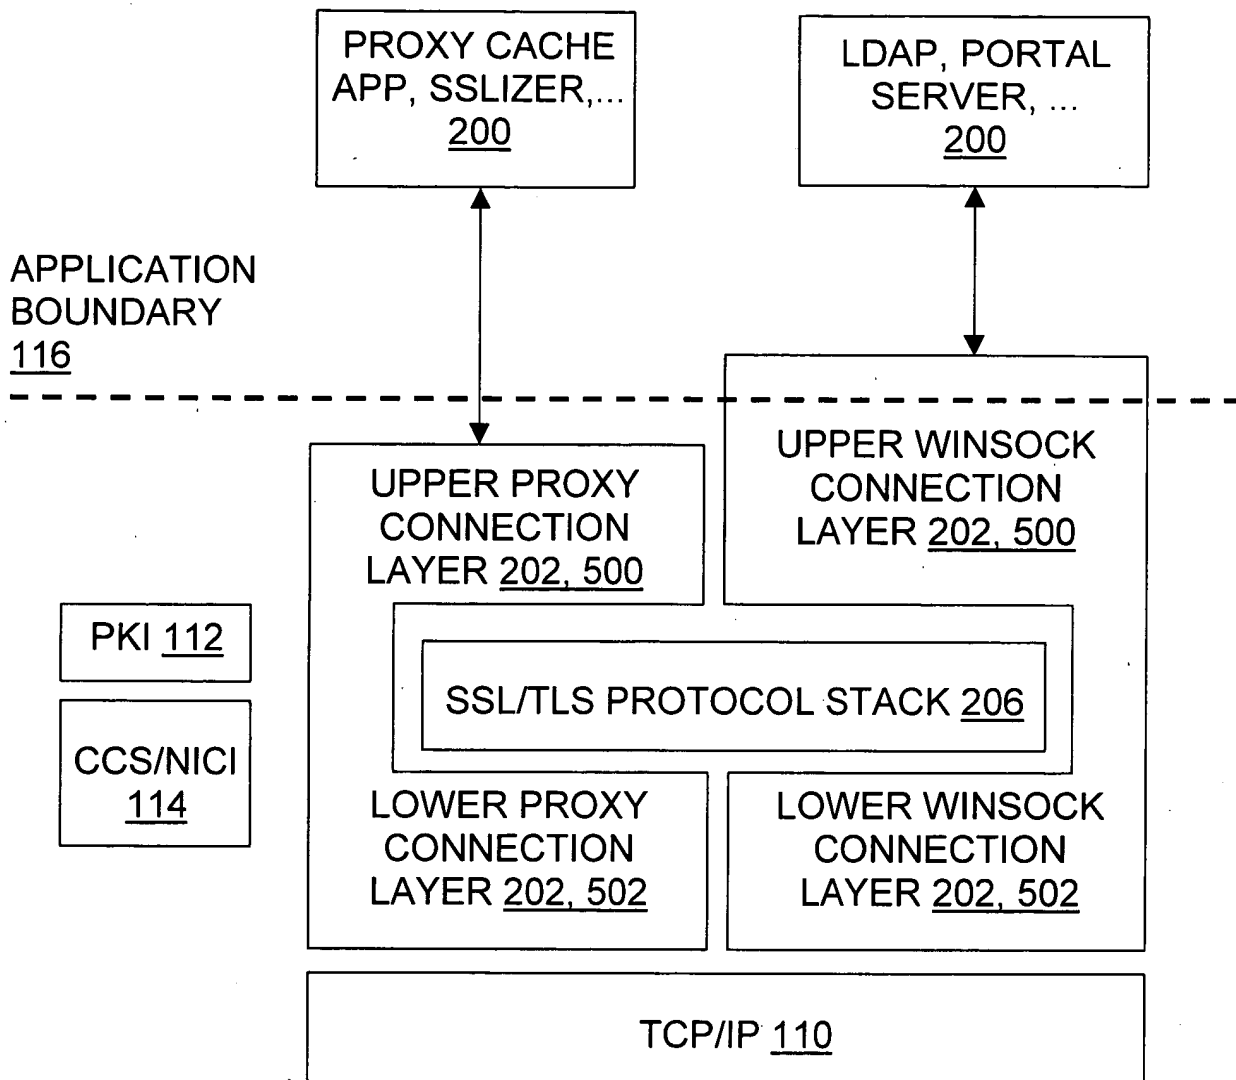 PROXY CACHE
APP, SSLIZER,...
200
LDAP, PORTAL
SERVER, ...
200
APPLICATION
BOUNDARY
116
UPPER PROXY
CONNECTION
LAYER 202, 500
UPPER WINSOCK
CONNECTION
LAYER 202, 500
PKI 112
SSL/TLS PROTOCOL STACK 206
CCS/NICI
114
LOWER PROXY
CONNECTION
LAYER 202, 502
LOWER WINSOCK
CONNECTION
LAYER 202, 502
TCP/IP 110